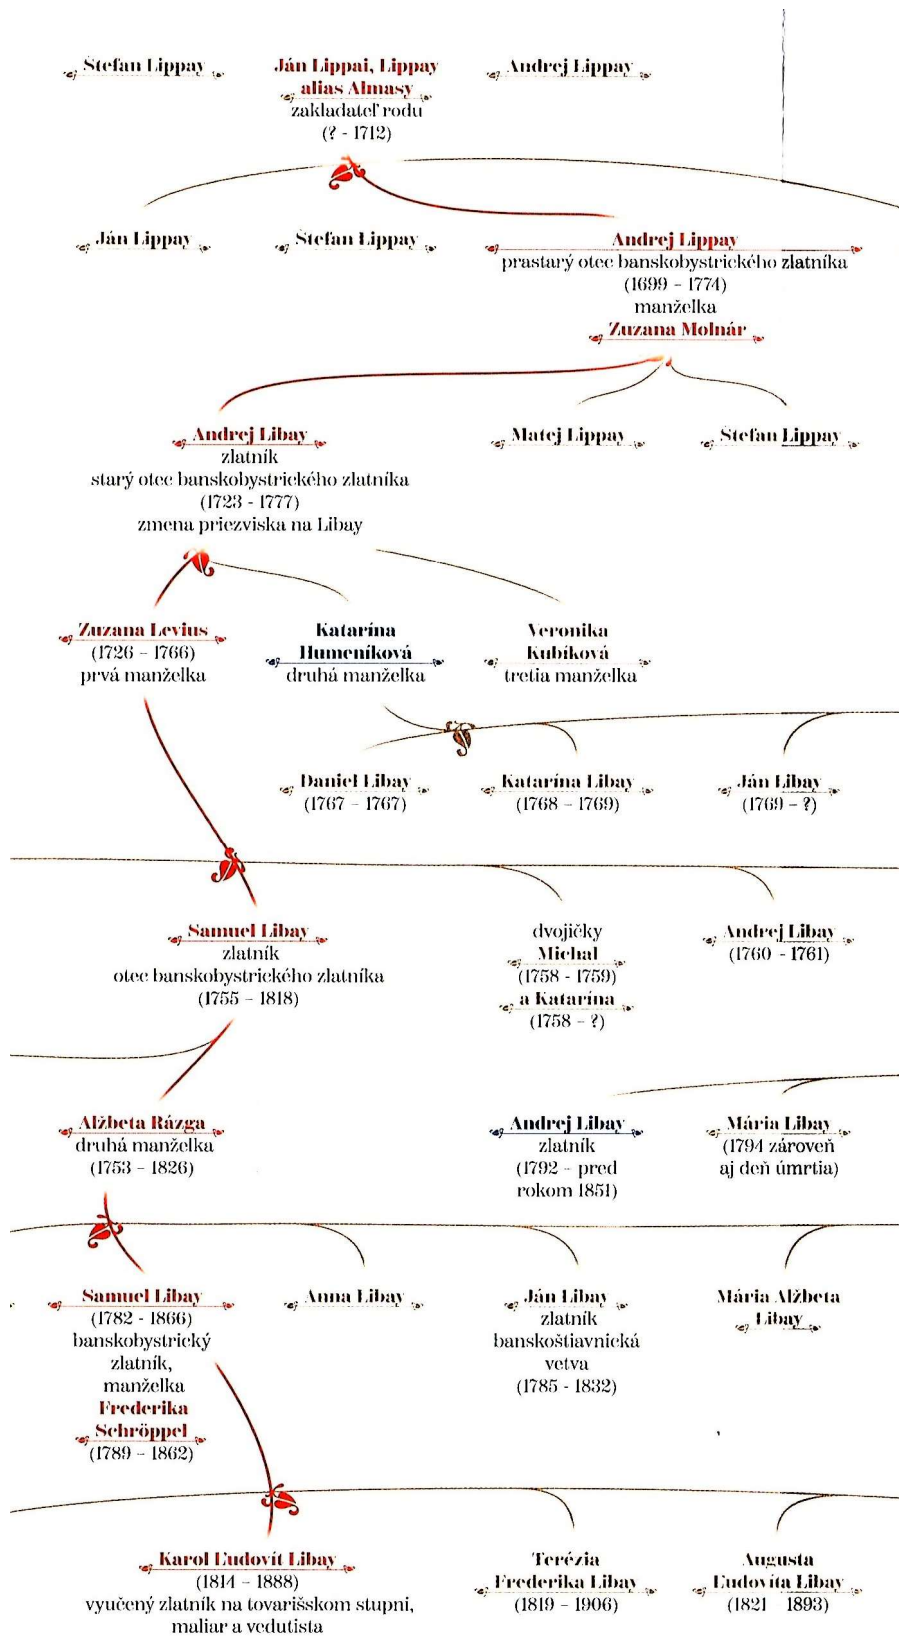 Štefan Lippay
Ján Lippai, Lippay
alias Almasy
zakladateľ rodu
(? - 1712)
Andrej Lippay
Ján Lippay
Štefan Lippay
Andrej Lippay
prastarý otec banskobystrického zlatníka
(1699 – 1774)
manželka
Zuzana Molnár
Andrej Libay
zlatník
starý otec banskobystrického zlatníka
(1723 - 1777)
zmena priezviska na Libay
Matej Lippay
Štefan Lippay
Zuzana Levius
(1726 – 1766)
prvá manželka
Katarína
Humeníková
druhá manželka
Veronika
Kubíková
tretia manželka
Daniel Libay
(1767 – 1767)
Katarína Libay
(1768 – 1769)
Ján Libay
(1769 – ?)
Samuel Libay
zlatník
otec banskobystrického zlatníka
(1755 – 1818)
dvojičky
Michal
(1758 - 1759)
a Katarína
(1758 – ?)
Andrej Libay
(1760 - 1761)
Alžbeta Rázga
druhá manželka
(1753 – 1826)
Andrej Libay
zlatník
(1792 – pred
rokom 1851)
Mária Libay
(1794 zároveň
aj deň úmrtia)
Samuel Libay
(1782 - 1866)
banskobystrický
zlatník,
manželka
Frederika
Schröppel
(1789 – 1862)
Anna Libay
Ján Libay
zlatník
banskoštiavnická
vetva
(1785 - 1832)
Mária Alžbeta
Libay
Karol Ľudovít Libay
(1814 – 1888)
vyučený zlatník na tovarišskom stupni,
maliar a vedutista
Terézia
Frederika Libay
(1819 – 1906)
Augusta
Ľudovíta Libay
(1821 – 1893)